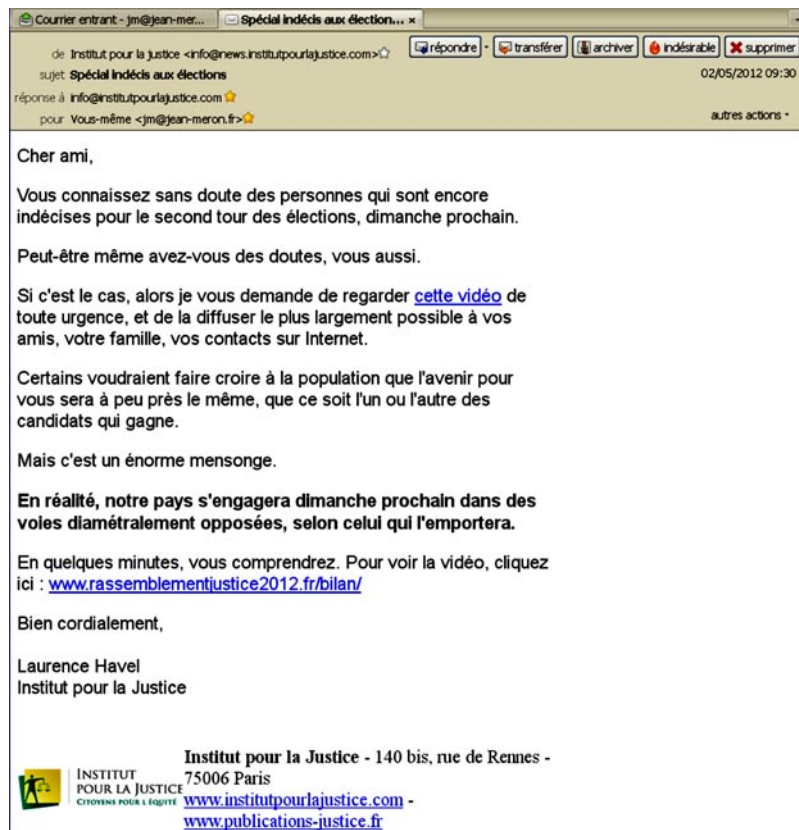 Courrier entrant - jm@jean-mer... Spécial indécis aux élection... ×
de Institut pour la justice <info@news.institutpourlajustice.com> répondre transférer archiver indésirable supprimer
sujet Spécial indécis aux élections 02/05/2012 09:30
réponse à info@institutpourlajustice.com
pour Vous-même <jm@jean-meron.fr> autres actions
Cher ami,
Vous connaissez sans doute des personnes qui sont encore
indécises pour le second tour des élections, dimanche prochain.
Peut-être même avez-vous des doutes, vous aussi.
Si c'est le cas, alors je vous demande de regarder cette vidéo de
toute urgence, et de la diffuser le plus largement possible à vos
amis, votre famille, vos contacts sur Internet.
Certains voudraient faire croire à la population que l'avenir pour
vous sera à peu près le même, que ce soit l'un ou l'autre des
candidats qui gagne.
Mais c'est un énorme mensonge.
En réalité, notre pays s'engagera dimanche prochain dans des
voies diamétralement opposées, selon celui qui l'emportera.
En quelques minutes, vous comprendrez. Pour voir la vidéo, cliquez
ici : www.rassemblementjustice2012.fr/bilan/
Bien cordialement,
Laurence Havel
Institut pour la Justice
INSTITUT
POUR LA JUSTICE
CITOYENS POUR L'ÉQUITÉ
Institut pour la Justice - 140 bis, rue de Rennes -
75006 Paris
www.institutpourlajustice.com -
www.publications-justice.fr